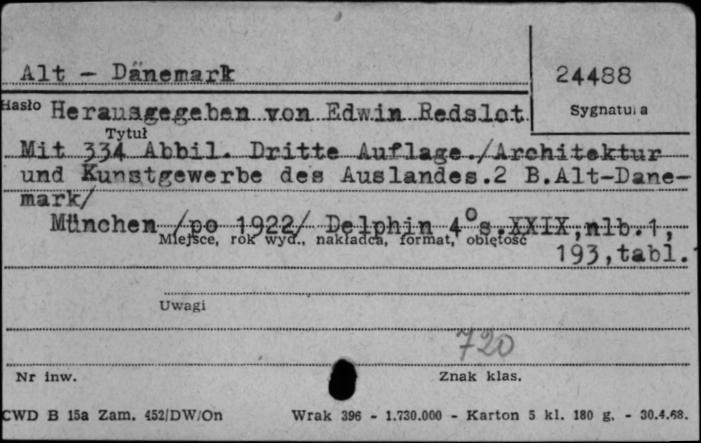 Alt - Dänemark
24488
Hasło Herausgegeben von Edwin Redslot
Sygnatura
Tytuł
Mit 334 Abbil. Dritte Auflage./Architektur
und Kunstgewerbe des Auslandes.2 B.Alt-Dane-
mark/
München /po 1922/ Delphin 4°s.XXIX,nlb.1,
Miejsce, rok wyd., nakładca, format, objętość
193,tabl.
Uwagi
720
Nr inw.
Znak klas.
CWD B 15a Zam. 452/DW/On Wrak 396 - 1.730.000 - Karton 5 kl. 180 g. - 30.4.68.